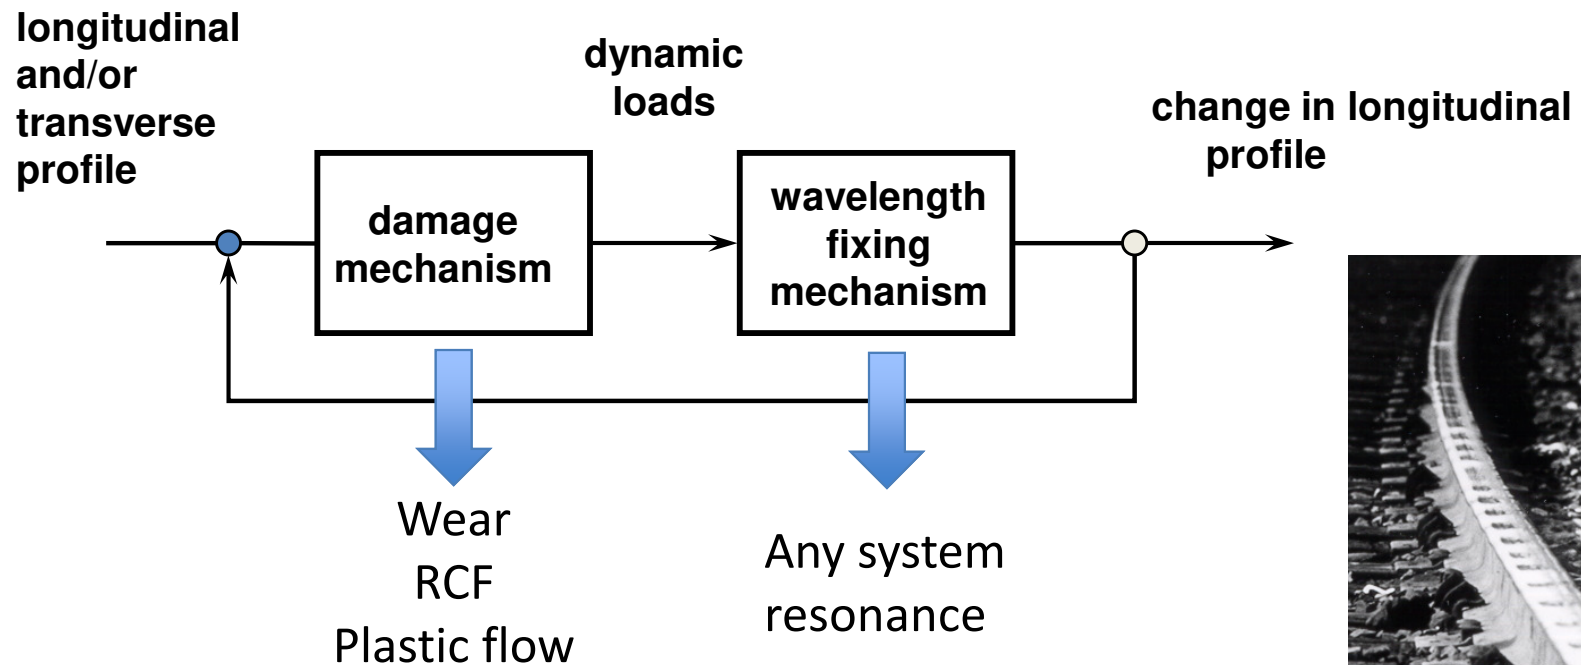 longitudinal
and/or
transverse
profile
dynamic
loads
change in longitudinal
profile
damage
mechanism
wavelength
fixing
mechanism
Wear
RCF
Plastic flow
Any system
resonance